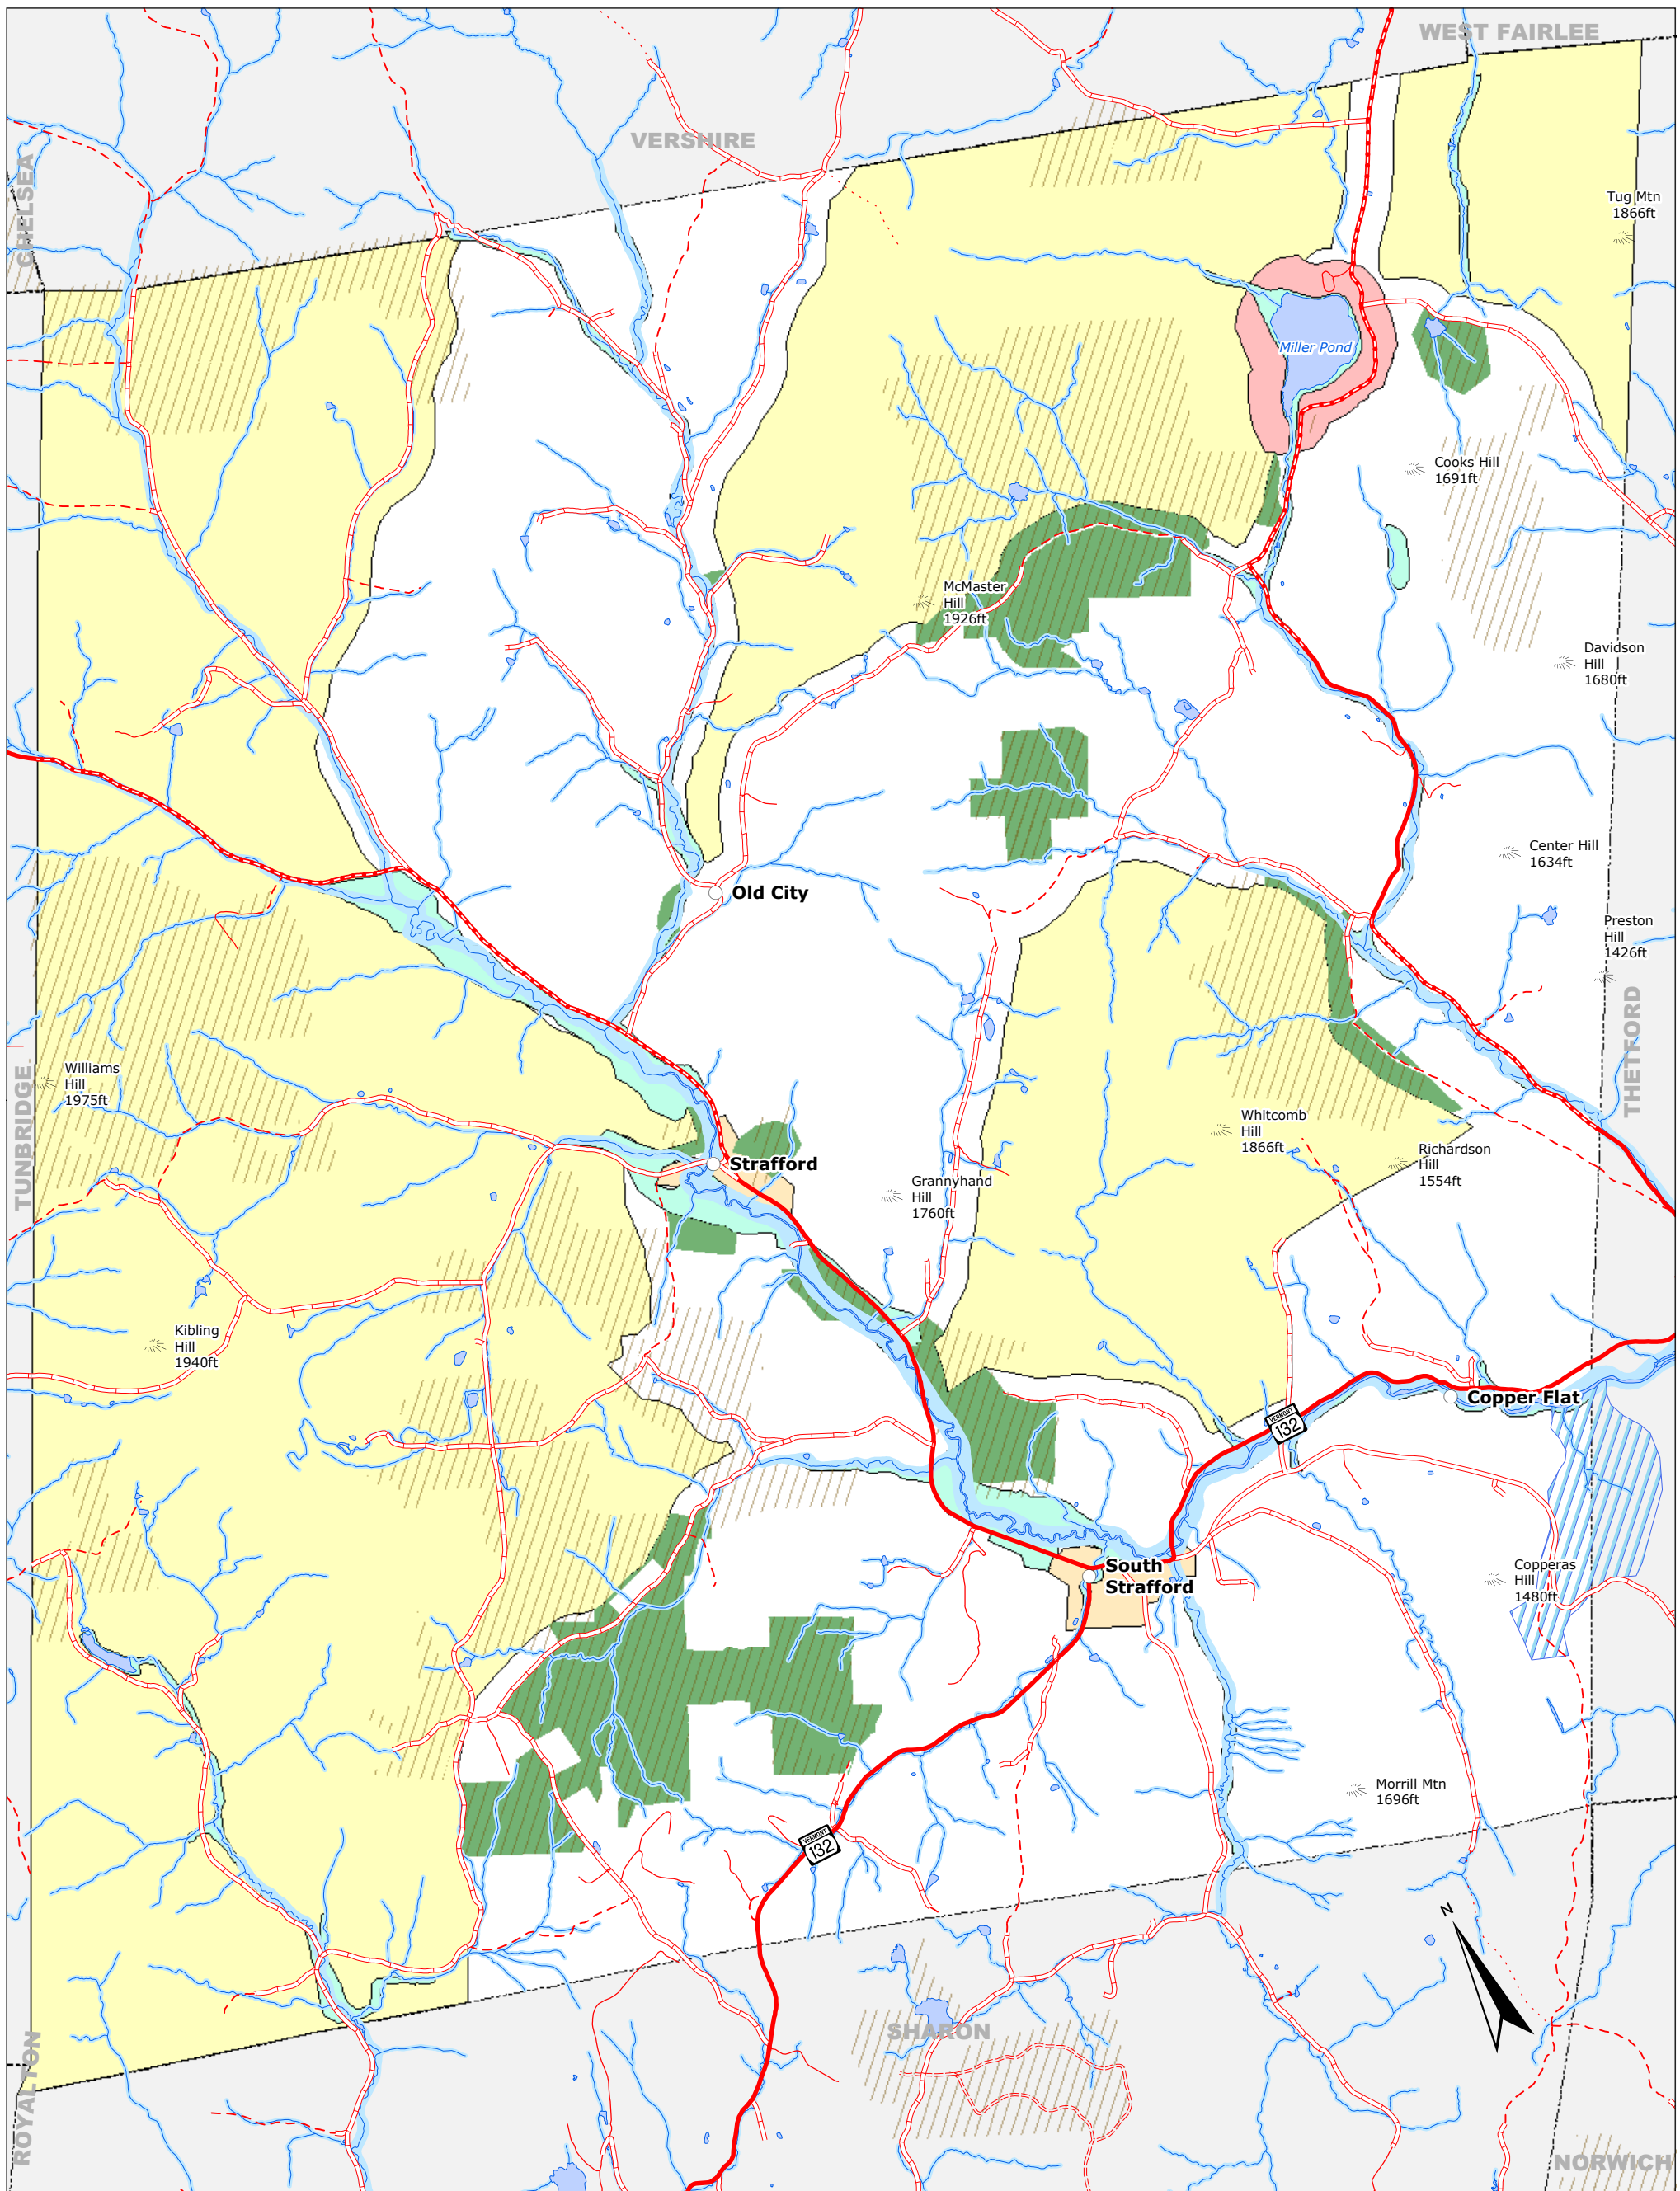 WEST FAIRLEE
VERSHIRE
CHELSEA
Tug Mtn
1866ft
Miller Pond
Cooks Hill
1691ft
McMaster
Hill
1926ft
Davidson
Hill
1680ft
Center Hill
1634ft
Old City
Preston
Hill
1426ft
THETFORD
Williams
Hill
1975ft
TUNBRIDGE
Whitcomb
Hill
1866ft
Richardson
Hill
1554ft
Strafford
Grannyhand
Hill
1760ft
Kibling
Hill
1940ft
Copper Flat
VERMONT
132
South
Strafford
Copperas
Hill
1480ft
Morrill Mtn
1696ft
VERMONT
132
N
SHARON
ROYALTON
NORWICH